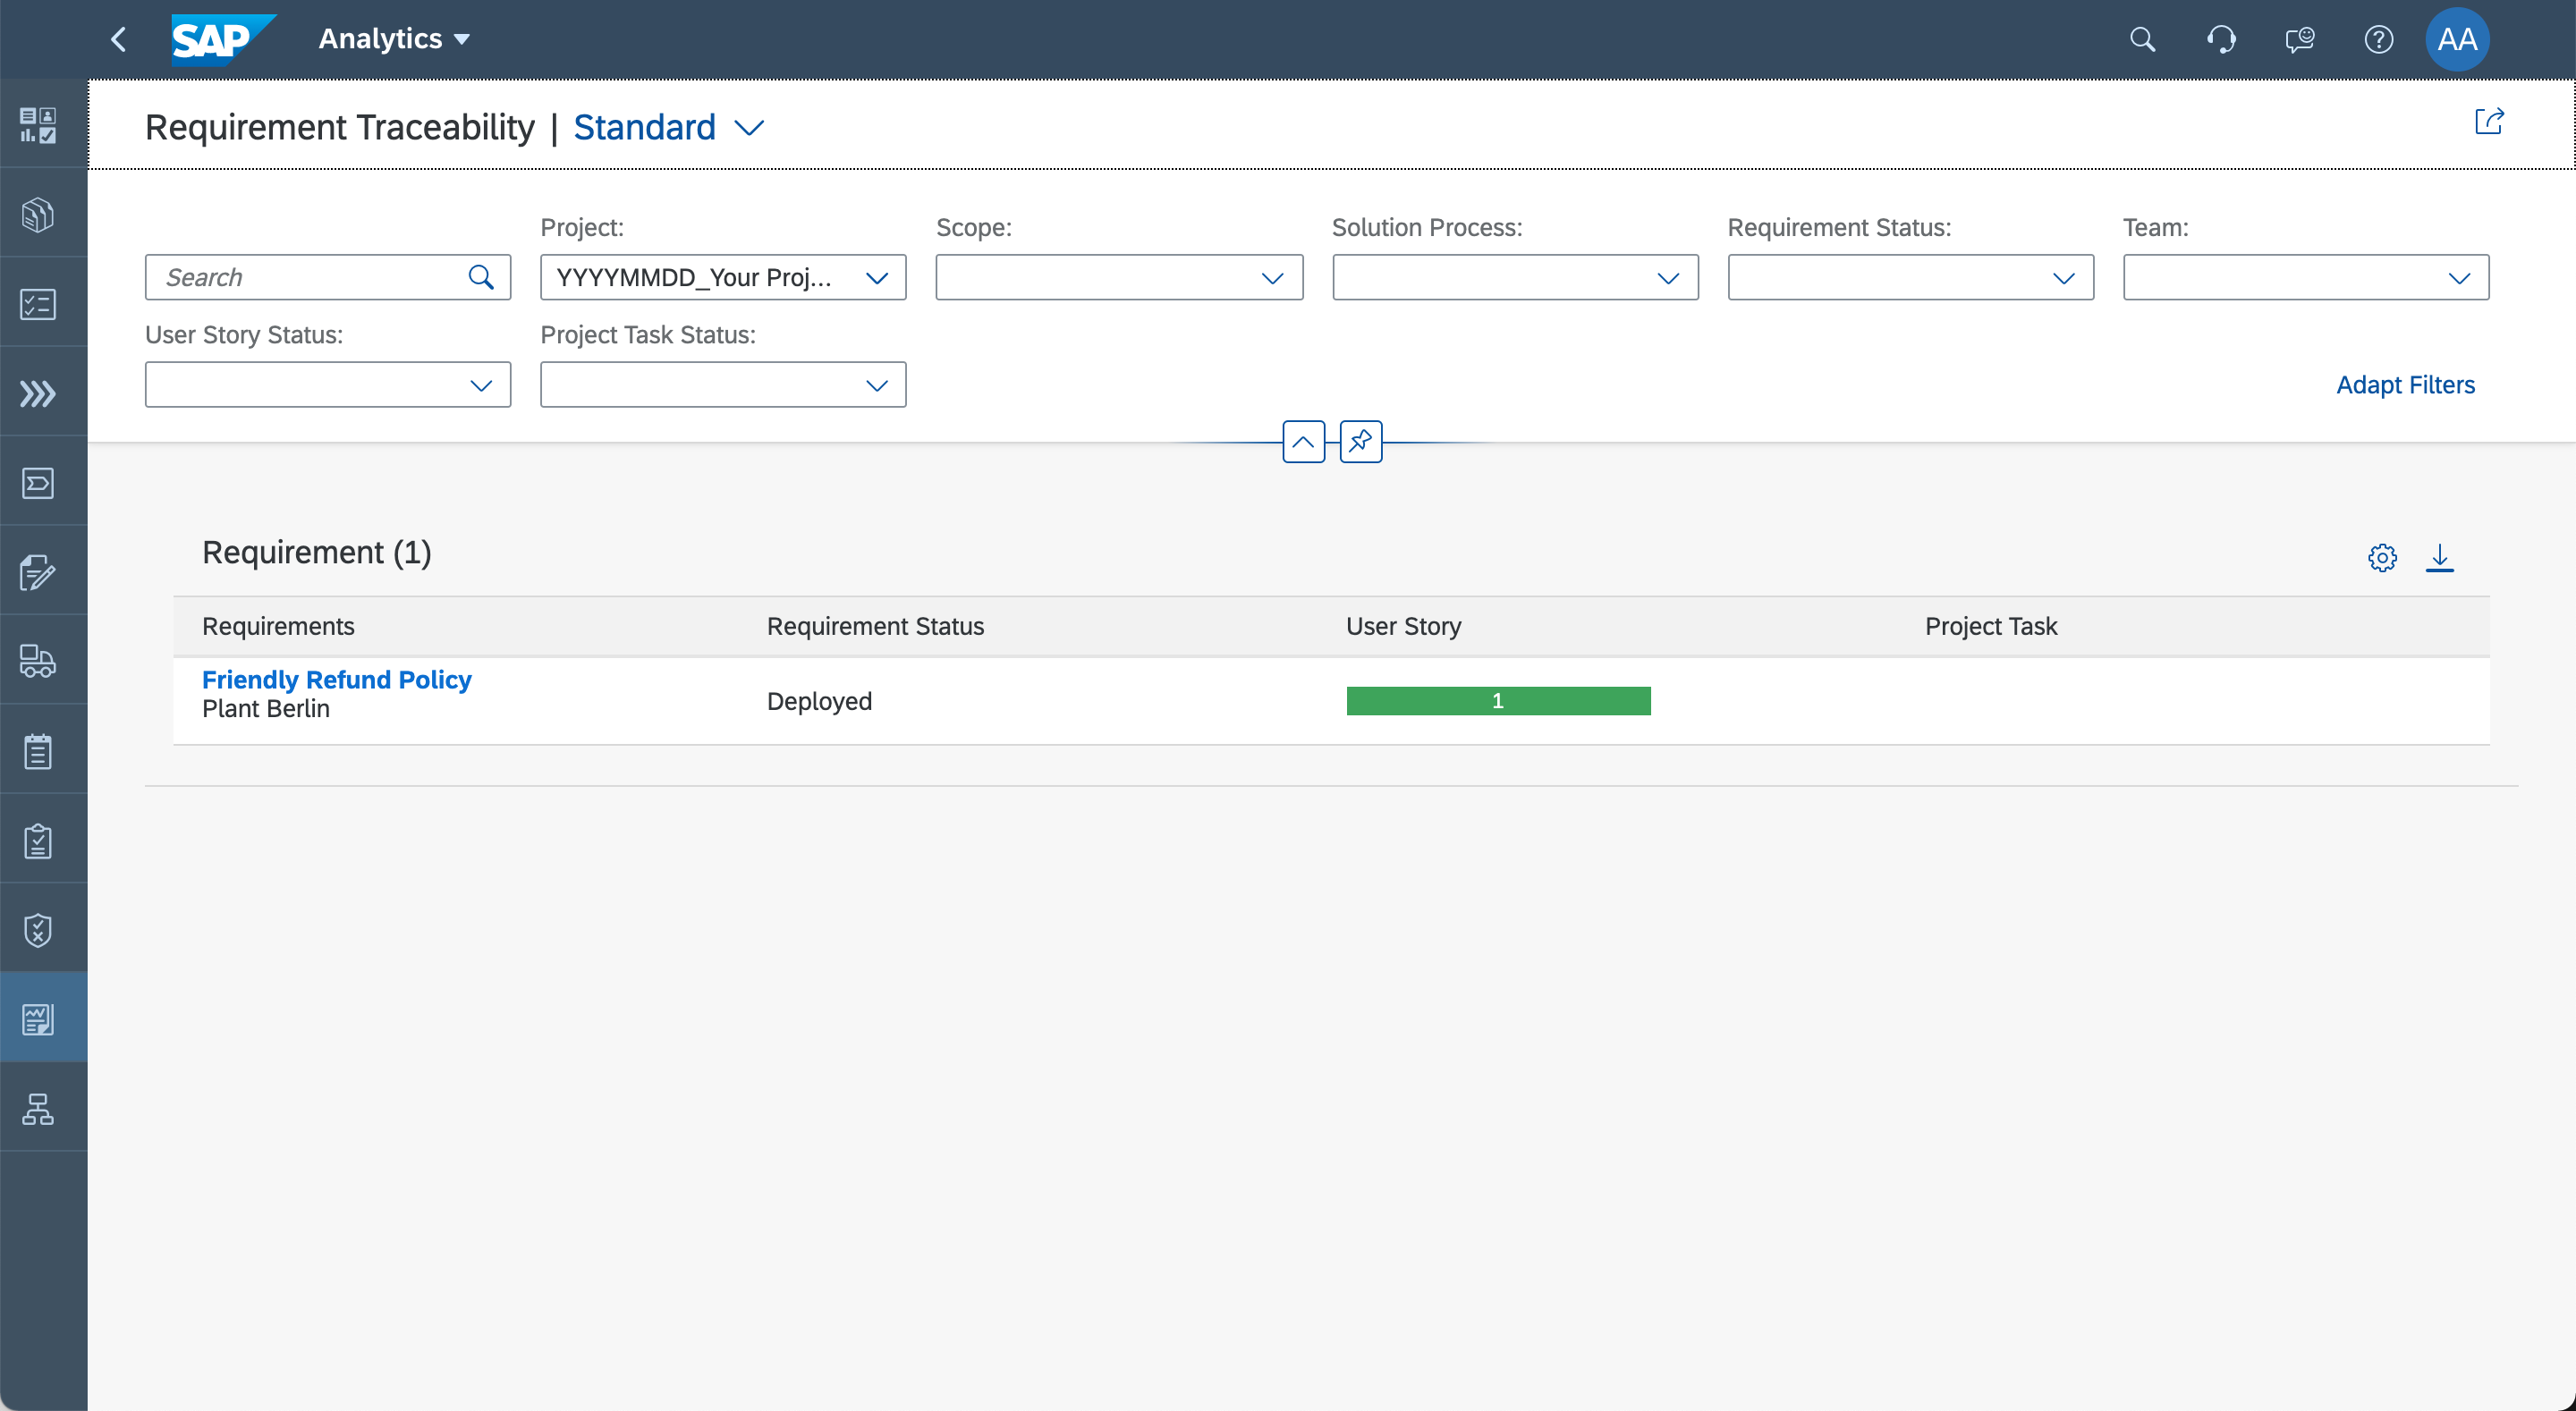 SAP
Analytics
AA
Requirement Traceability | Standard
Project:
Scope:
Solution Process:
Requirement Status:
Team:
Search
YYYYMMDD_Your Proj...
User Story Status:
Project Task Status:
Adapt Filters
Requirement (1)
Requirements
Requirement Status
User Story
Project Task
Friendly Refund Policy
Plant Berlin
Deployed
1